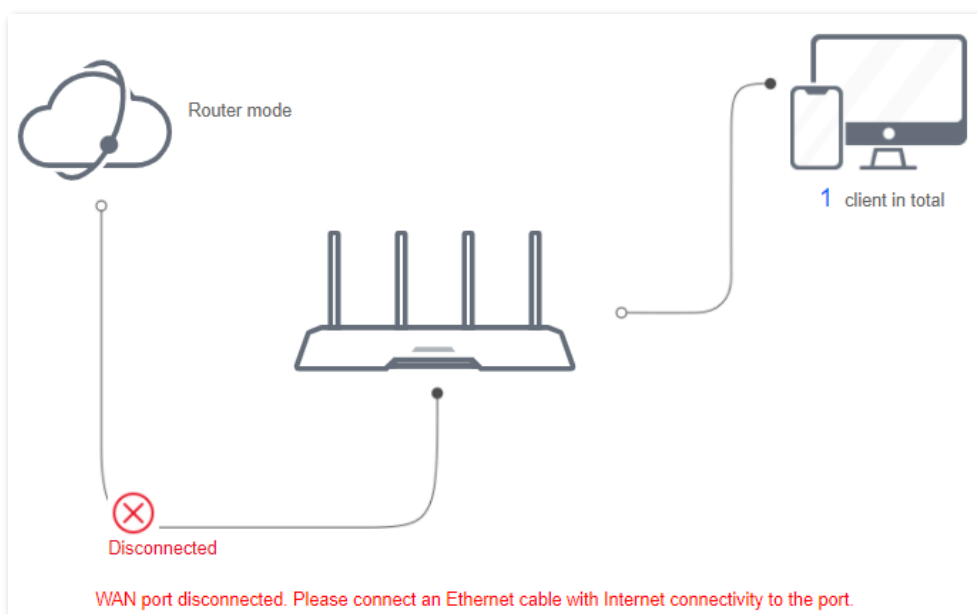 Router mode
1 client in total
Disconnected
WAN port disconnected. Please connect an Ethernet cable with Internet connectivity to the port.